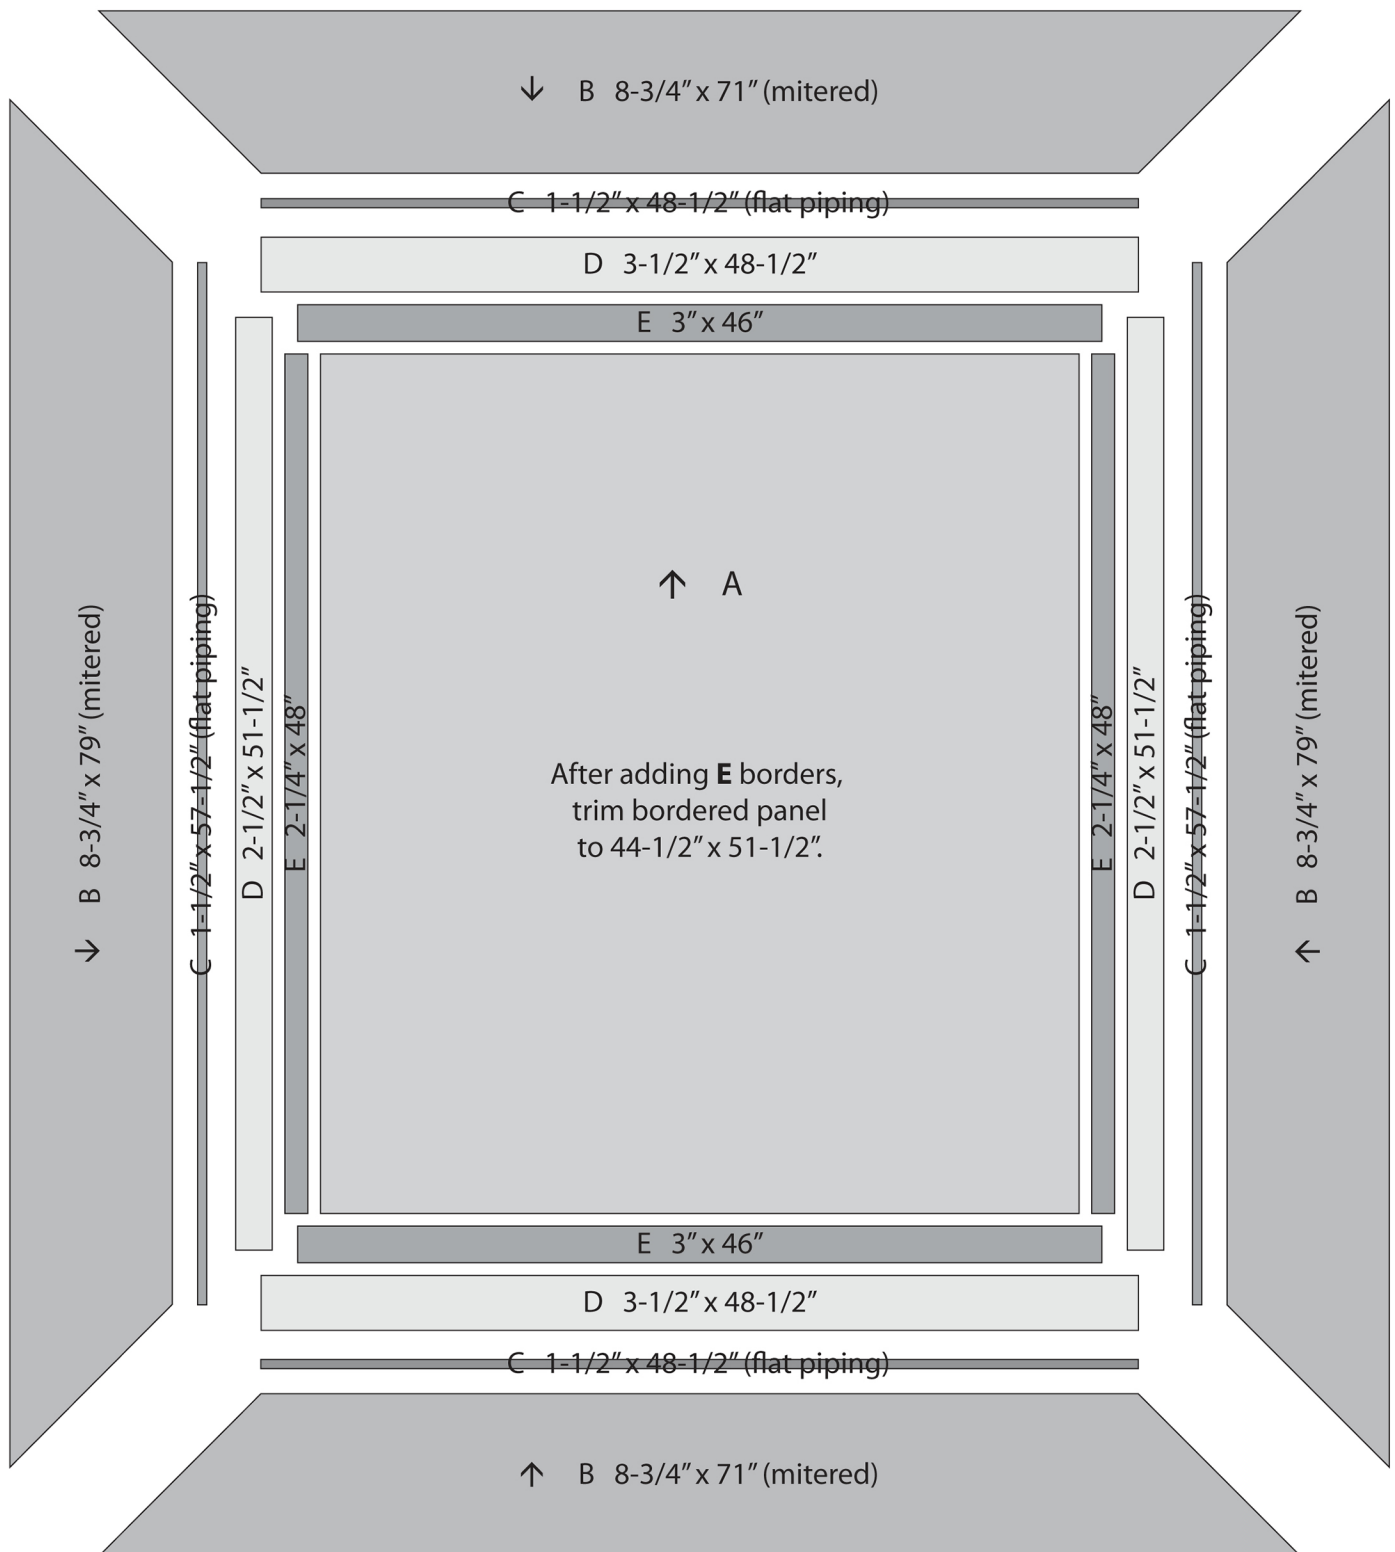 ↓ B 8-3/4” x 71” (mitered)
C 1-1/2” x 48-1/2” (flat piping)
D 3-1/2” x 48-1/2”
E 3” x 46”
↓ B 8-3/4” x 79” (mitered)
C 1-1/2” x 57-1/2” (flat piping)
D 2-1/2” x 51-1/2”
E 2-1/4” x 48”
↑ A
After adding E borders,
trim bordered panel
to 44-1/2” x 51-1/2”.
E 2-1/4” x 48”
D 2-1/2” x 51-1/2”
C 1-1/2” x 57-1/2” (flat piping)
↑ B 8-3/4” x 79” (mitered)
E 3” x 46”
D 3-1/2” x 48-1/2”
C 1-1/2” x 48-1/2” (flat piping)
↑ B 8-3/4” x 71” (mitered)